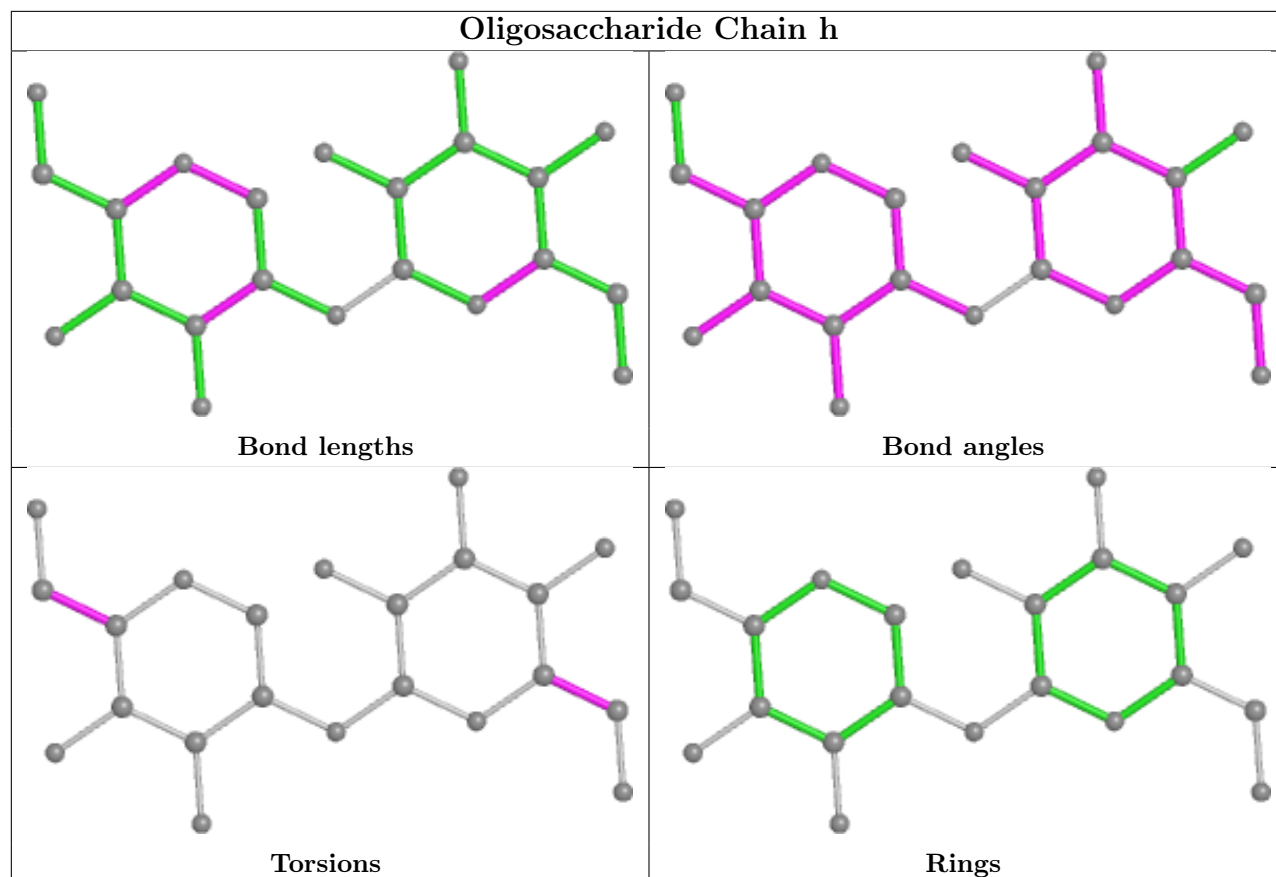 Oligosaccharide Chain h
Bond lengths
Bond angles
Torsions
Rings